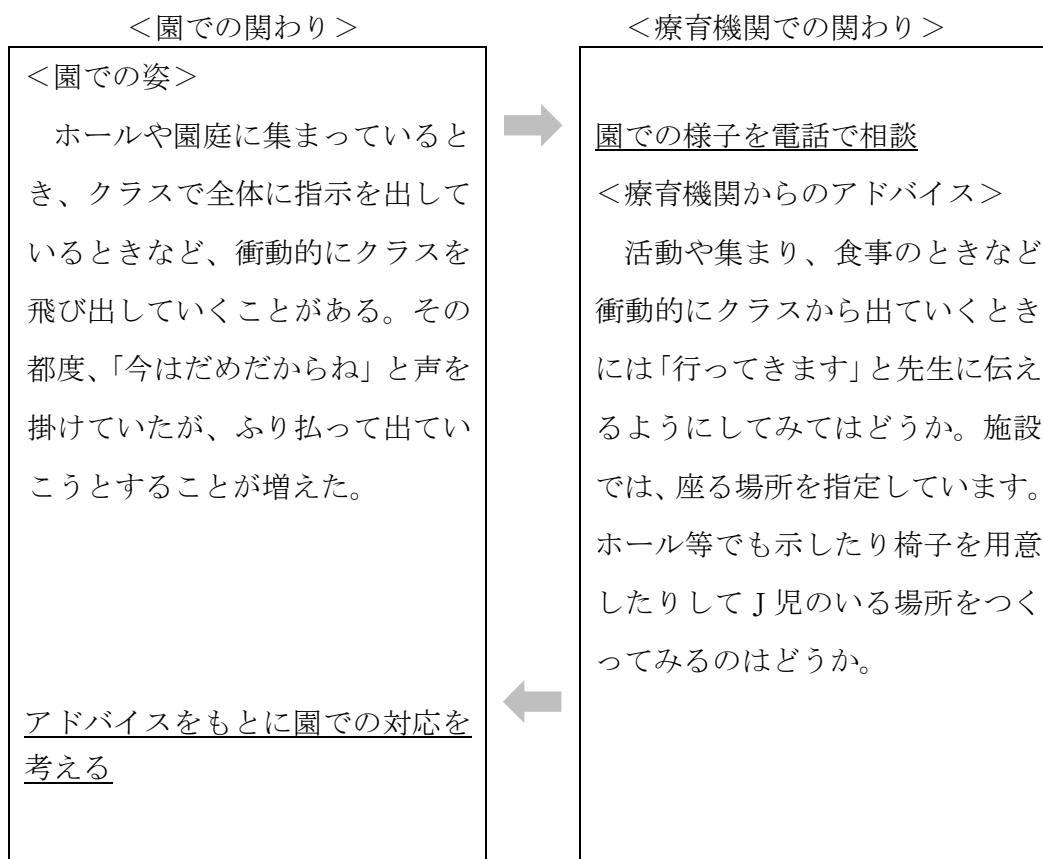 ＜園での関わり＞
＜園での姿＞
ホールや園庭に集まっていると
き、クラスで全体に指示を出して
いるときなど、衝動的にクラスを
飛び出していくことがある。その
都度、「今はだめだからね」と声を
掛けていたが、ふり払って出てい
こうとすることが増えた。
アドバイスをもとに園での対応を
考える
＜療育機関での関わり＞
園での様子を電話で相談
＜療育機関からのアドバイス＞
活動や集まり、食事のときなど
衝動的にクラスから出ていくとき
には「行ってきます」と先生に伝え
るようにしてみてはどうか。施設
では、座る場所を指定しています。
ホール等でも示したり椅子を用意
したりして J 児のいる場所をつく
ってみるのはどうか。